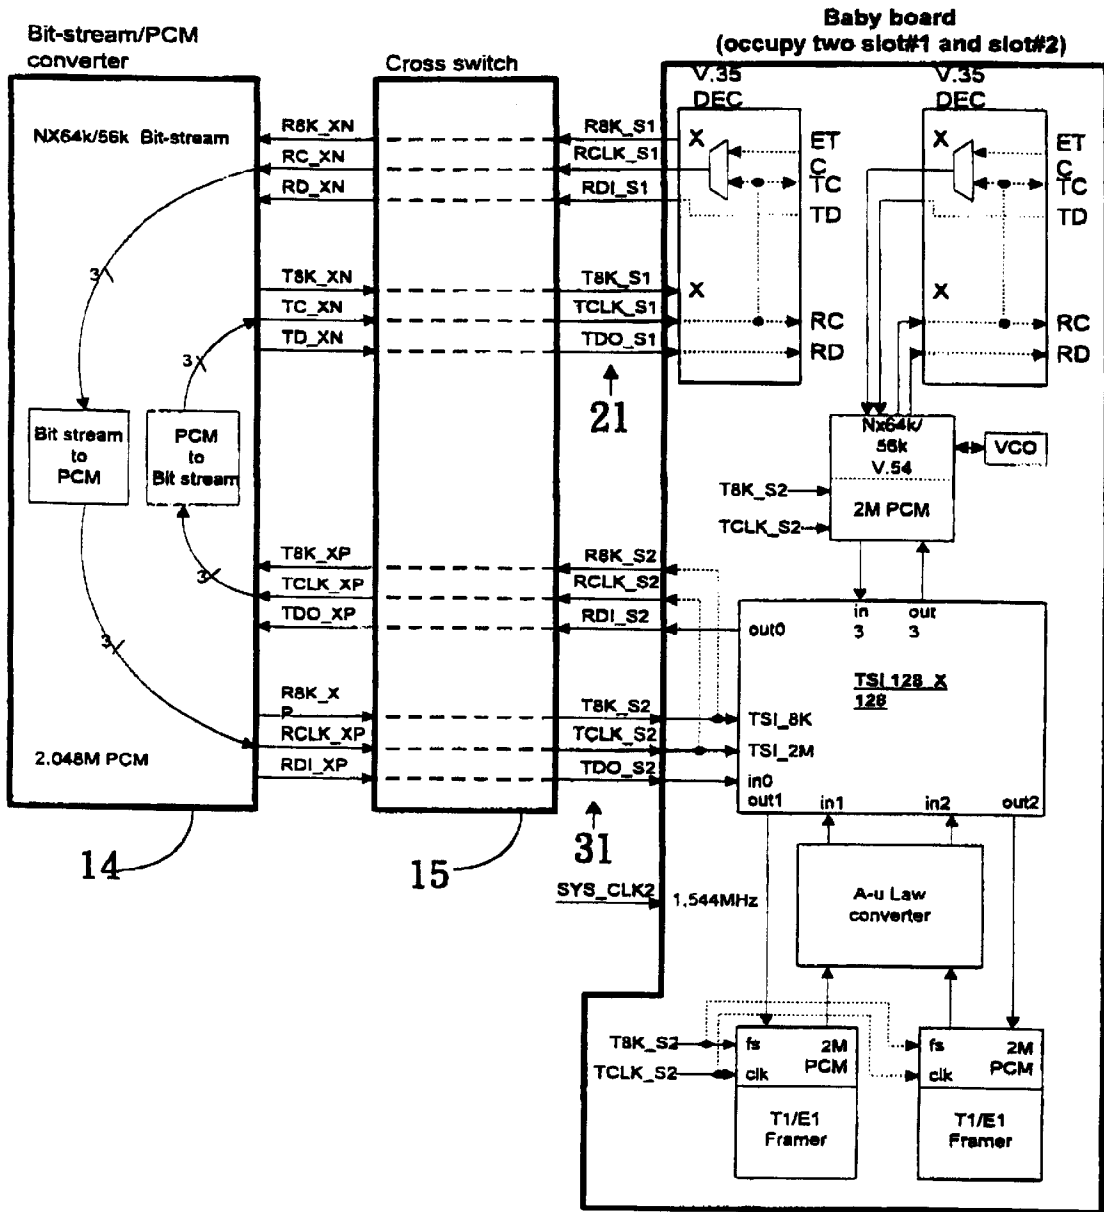 Baby board
(occupy two slot#1 and slot#2)
Bit-stream/PCM
converter
Cross switch
V.35
DEC
V.35
DEC
NX64k/56k Bit-stream
R8K_XN
RC_XN
RD_XN
R8K_S1
RCLK_S1
RDI_S1
X
ET
C
TC
TD
X
ET
C
TC
TD
3
T8K_XN
TC_XN
TD_XN
T8K_S1
TCLK_S1
TDO_S1
X
RC
RD
X
RC
RD
3
21
Bit stream
to
PCM
PCM
to
Bit stream
Nx64k/
56k
V.54
2M PCM
VCO
T8K_S2
TCLK_S2
T8K_XP
TCLK_XP
TDO_XP
R8K_S2
RCLK_S2
RDI_S2
3
3
out0
in
3
out
3
TSI 128 X
128
R8K_X
P
RCLK_XP
RDI_XP
T8K_S2
TCLK_S2
TDO_S2
TSI_8K
TSI_2M
in0
out1
in1
in2
out2
2.048M PCM
14
15
31
SYS_CLK2
1.544MHz
A-u Law
converter
T8K_S2
TCLK_S2
fs
clk
2M
PCM
T1/E1
Framer
fs
clk
2M
PCM
T1/E1
Framer